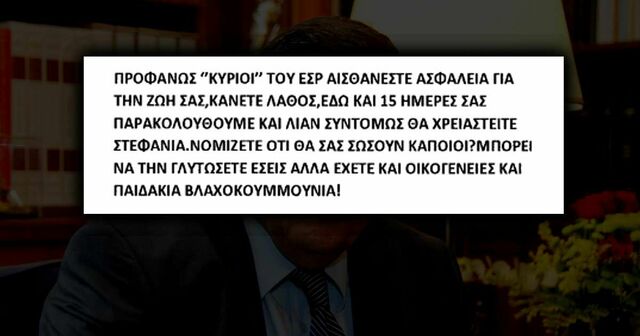 ΠΡΟΦΑΝΩΣ ‘’ΚΥΡΙΟΙ’’ ΤΟΥ ΕΣΡ ΑΙΣΘΑΝΕΣΤΕ ΑΣΦΑΛΕΙΑ ΓΙΑ
ΤΗΝ ΖΩΗ ΣΑΣ,ΚΑΝΕΤΕ ΛΑΘΟΣ,ΕΔΩ ΚΑΙ 15 ΗΜΕΡΕΣ ΣΑΣ
ΠΑΡΑΚΟΛΟΥΘΟΥΜΕ ΚΑΙ ΛΙΑΝ ΣΥΝΤΟΜΩΣ ΘΑ ΧΡΕΙΑΣΤΕΙΤΕ
ΣΤΕΦΑΝΙΑ.ΝΟΜΙΖΕΤΕ ΟΤΙ ΘΑ ΣΑΣ ΣΩΣΟΥΝ ΚΑΠΟΙΟΙ?ΜΠΟΡΕΙ
ΝΑ ΤΗΝ ΓΛΥΤΩΣΕΤΕ ΕΣΕΙΣ ΑΛΛΑ ΕΧΕΤΕ ΚΑΙ ΟΙΚΟΓΕΝΕΙΕΣ ΚΑΙ
ΠΑΙΔΑΚΙΑ ΒΛΑΧΟΚΟΥΜΜΟΥΝΙΑ!